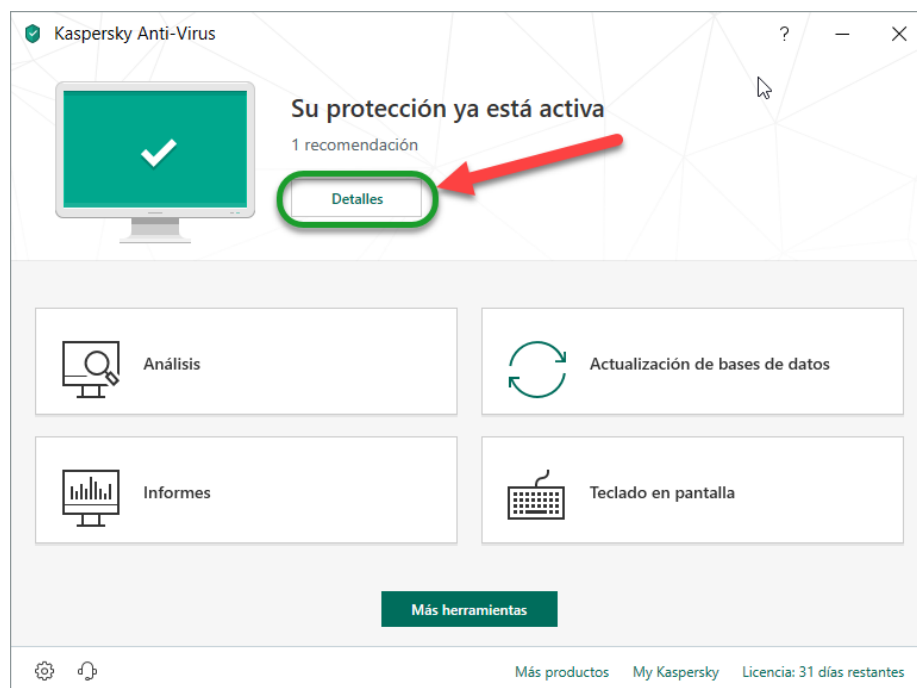 Kaspersky Anti-Virus
?
Su protección ya está activa
1 recomendación
Detalles
Análisis
Actualización de bases de datos
Informes
Teclado en pantalla
Más herramientas
Más productos My Kaspersky Licencia: 31 días restantes